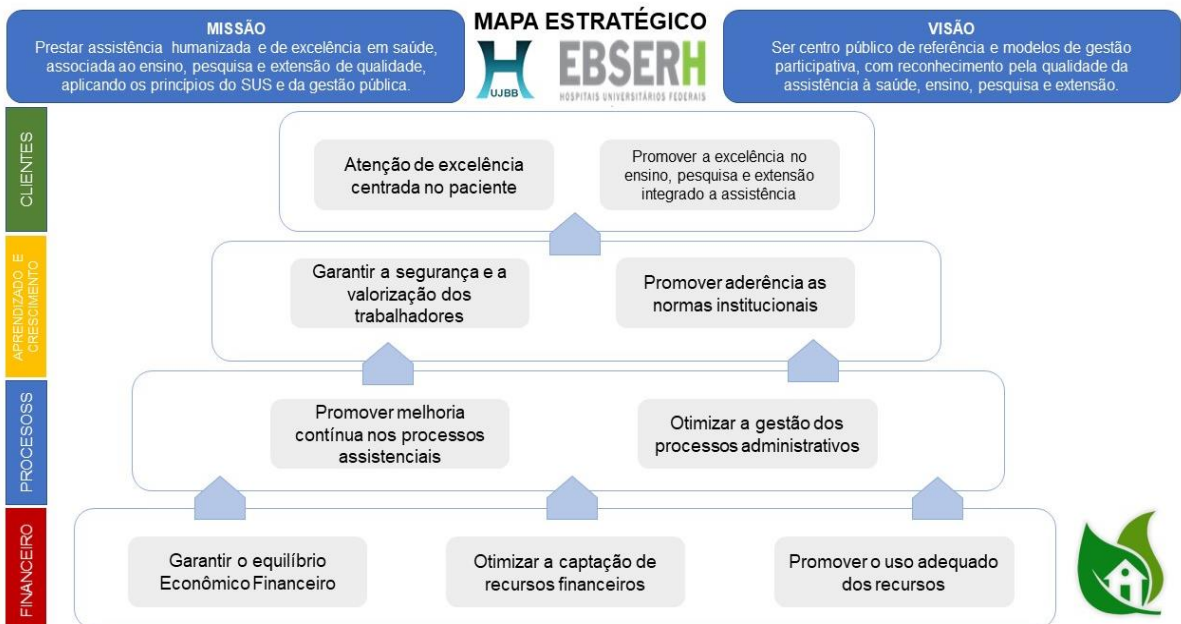 MISSÃO
Prestar assistência humanizada e de excelência em saúde,
associada ao ensino, pesquisa e extensão de qualidade,
aplicando os princípios do SUS e da gestão pública.
MAPA ESTRATÉGICO
H
UJBB
EBSERH
HOSPITAIS UNIVERSITÁRIOS FEDERAIS
VISÃO
Ser centro público de referência e modelos de gestão
participativa, com reconhecimento pela qualidade da
assistência à saúde, ensino, pesquisa e extensão.
CLIENTES
Atenção de excelência
centrada no paciente
Promover a excelência no
ensino, pesquisa e extensão
integrado a assistência
APRENDIZADO E
CRESCIMENTO
Garantir a segurança e a
valorização dos
trabalhadores
Promover aderência as
normas institucionais
PROCESOSS
Promover melhoria
contínua nos processos
assistenciais
Otimizar a gestão dos
processos administrativos
FINANCEIRO
Garantir o equilíbrio
Econômico Financeiro
Otimizar a captação de
recursos financeiros
Promover o uso adequado
dos recursos